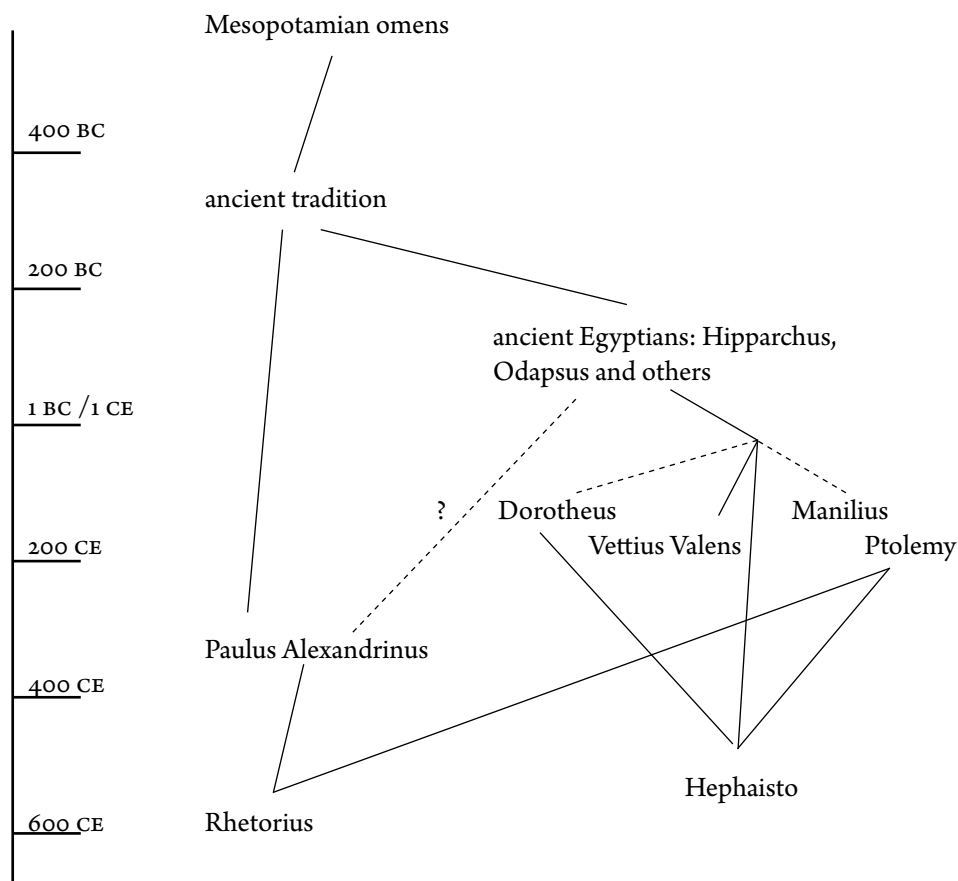 Mesopotamian omens
400 BC
ancient tradition
200 BC
ancient Egyptians: Hipparchus,
Odapsus and others
1 BC /1 CE
?
Dorotheus
Manilius
Vettius Valens
Ptolemy
200 CE
Paulus Alexandrinus
400 CE
Hephaisto
Rhetorius
600 CE